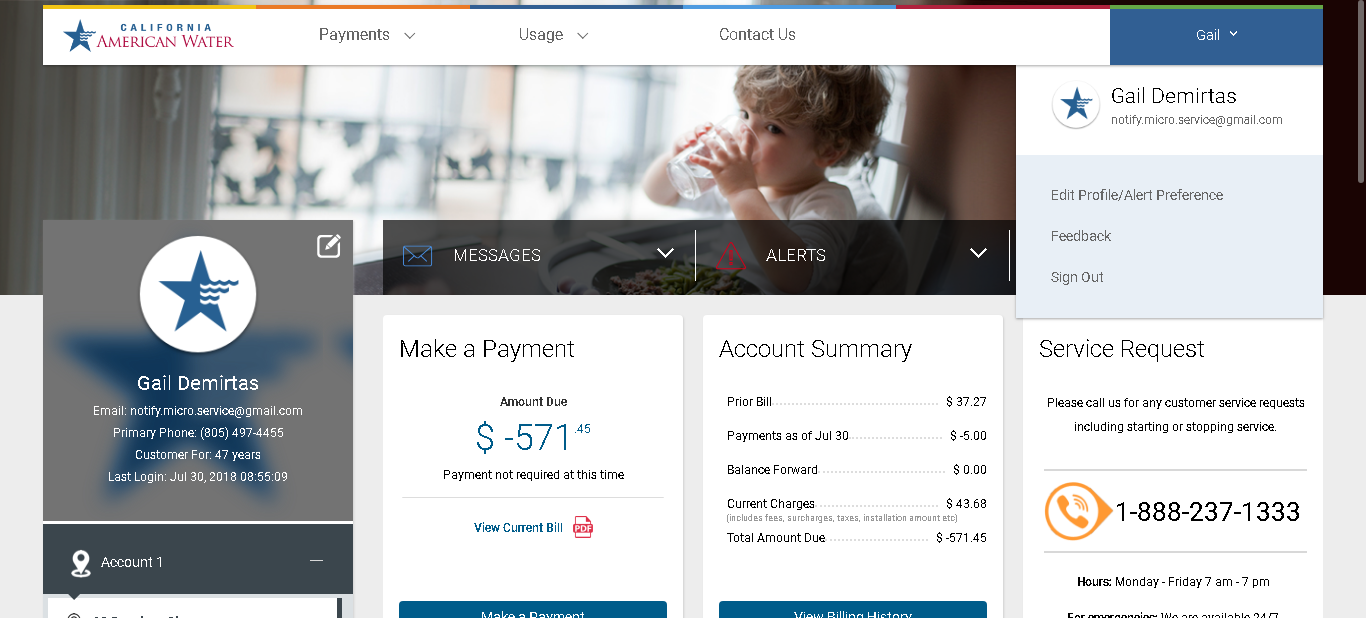 CALIFORNIA
AMERICAN WATER
Payments
Usage
Contact Us
Gail
Gail Demirtas
notify.micro.service@gmail.com
Edit Profile/Alert Preference
Feedback
Sign Out
MESSAGES
ALERTS
Gail Demirtas
Email: notify.micro.service@gmail.com
Primary Phone: (805) 497-4455
Customer For: 47 years
Last Login: Jul 30, 2018 08:55:09
Account 1
Make a Payment
Amount Due
$ -571.45
Payment not required at this time
View Current Bill PDF
Make a Payment
Account Summary
Prior Bill $ 37.27
Payments as of Jul 30 $ -5.00
Balance Forward $ 0.00
Current Charges $ 43.68
(includes fees, surcharges, taxes, installation amount etc)
Total Amount Due $ -571.45
View Billing History
Service Request
Please call us for any customer service requests
including starting or stopping service.
1-888-237-1333
Hours: Monday - Friday 7 am - 7 pm
For emergencies: We are available 24/7